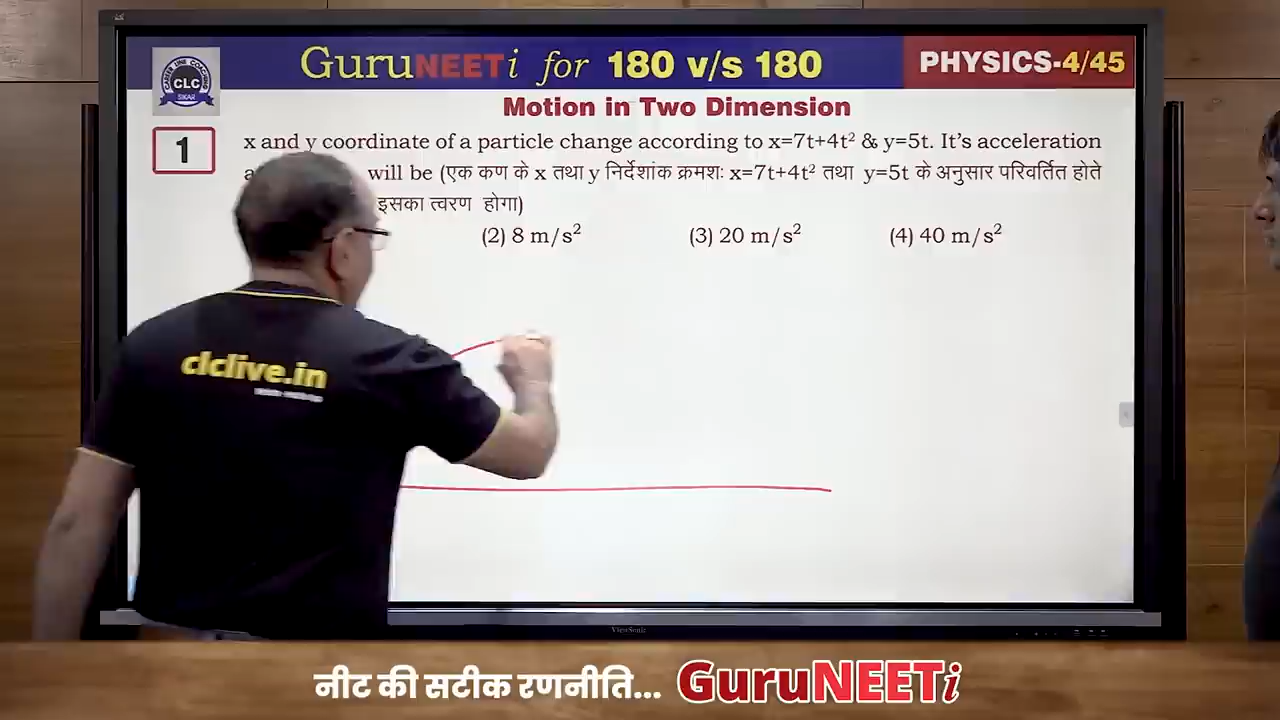 GuruNEETi for 180 v/s 180
PHYSICS-4/45
CLC
SIKAR
Motion in Two Dimension
1
x and y coordinate of a particle change according to x=7t+4t² & y=5t. It's acceleration
will be (एक कण के x तथा y निर्देशांक क्रमशः x=7t+4t² तथा y=5t के अनुसार परिवर्तित होते
इसका त्वरण होगा)
(2) 8 m/s² (3) 20 m/s² (4) 40 m/s²
clclive.in
ViewSonic
नीट की सटीक रणनीति... GuruNEETi